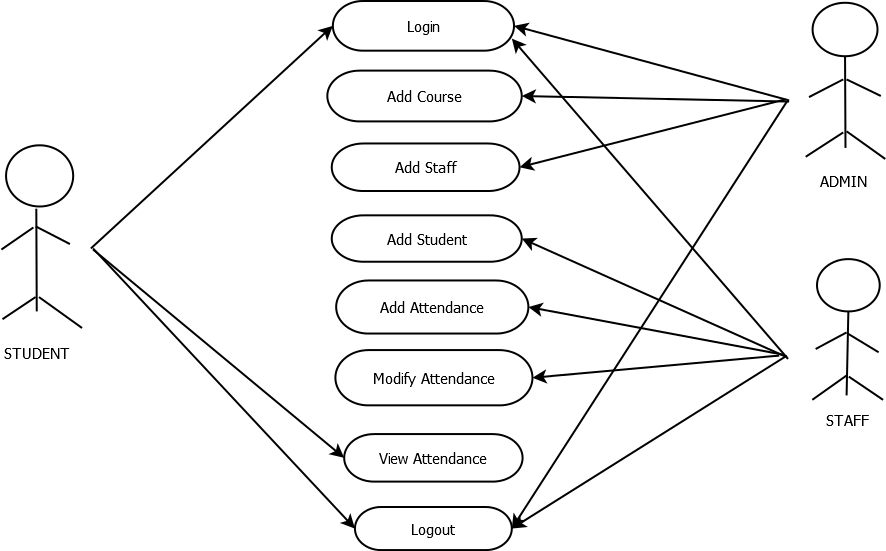 Login
Add Course
Add Staff
ADMIN
Add Student
Add Attendance
STUDENT
Modify Attendance
STAFF
View Attendance
Logout